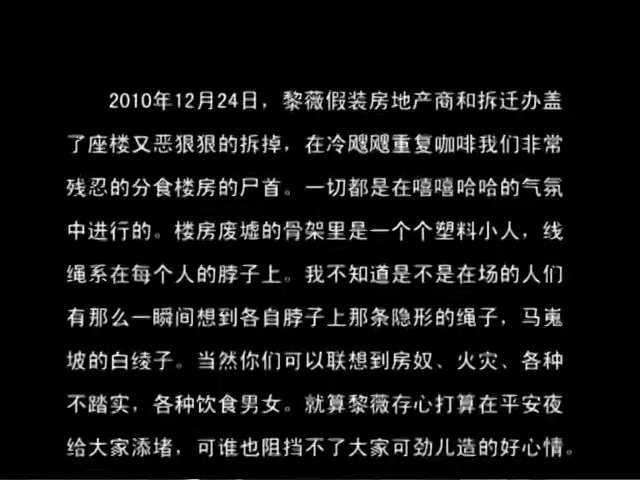 2010年12月24日，黎薇假装房地产商和拆迁办盖
了座楼又恶狠狠的拆掉，在冷飕飕重复咖啡我们非常
残忍的分食楼房的尸首。一切都是在嘻嘻哈哈的气氛
中进行的。楼房废墟的骨架里是一个个塑料小人，线
绳系在每个人的脖子上。我不知道是不是在场的人们
有那么一瞬间想到各自脖子上那条隐形的绳子，马嵬
坡的白绫子。当然你们可以联想到房奴、火灾、各种
不踏实，各种饮食男女。就算黎薇存心打算在平安夜
给大家添堵，可谁也阻挡不了大家可劲儿造的好心情。